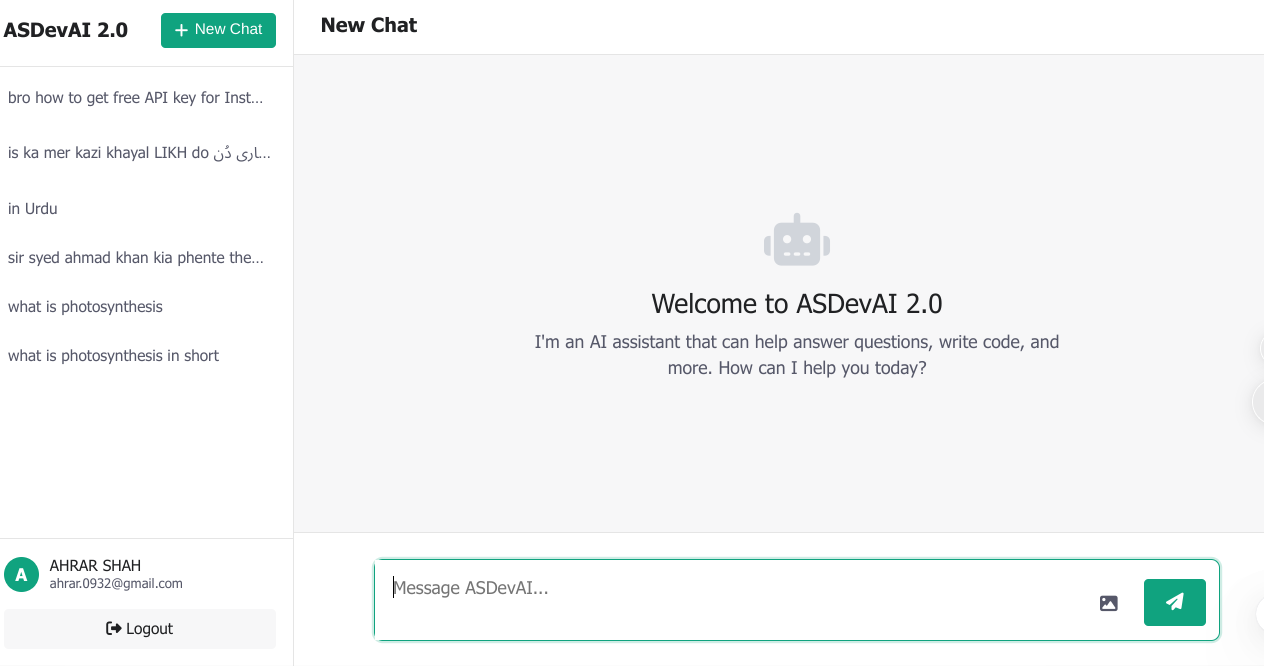 ASDevAI 2.0
New Chat
bro how to get free API key for Inst...
is ka mer kazi khayal LIKH do اری دُن...
in Urdu
sir syed ahmad khan kia phente the...
what is photosynthesis
what is photosynthesis in short
AHRAR SHAH
ahrar.0932@gmail.com
Logout
New Chat
Welcome to ASDevAI 2.0
I'm an AI assistant that can help answer questions, write code, and
more. How can I help you today?
Message ASDevAI...
A